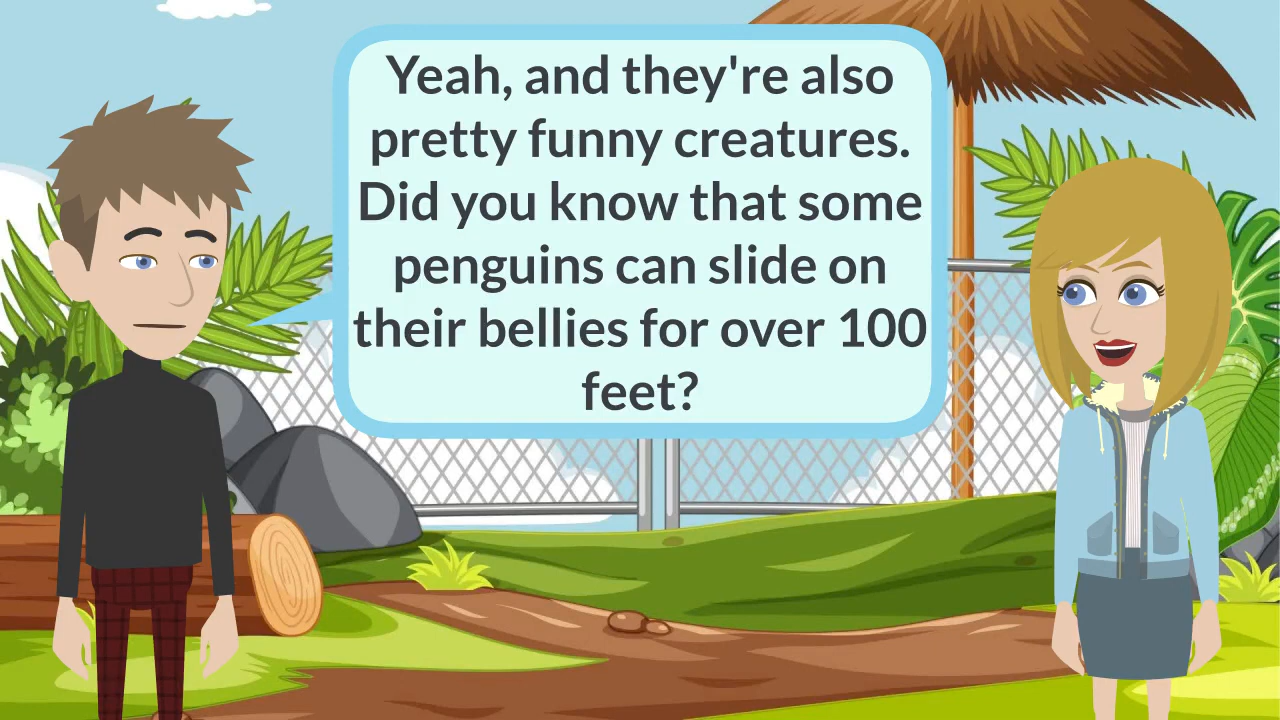 Yeah, and they're also
pretty funny creatures.
Did you know that some
penguins can slide on
their bellies for over 100
feet?